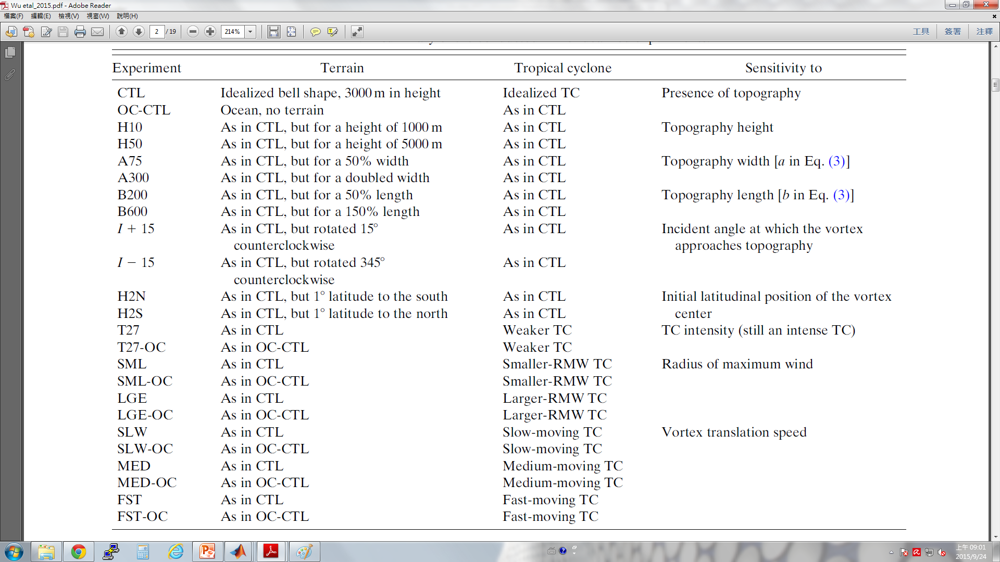 Wu etal_2015.pdf - Adobe Reader
檔案(F) 編輯(E) 檢視(V) 視窗(W) 說明(H)
2 / 19 214% 工具 簽署 注釋
Experiment Terrain Tropical cyclone Sensitivity to
CTL Idealized bell shape, 3000 m in height Idealized TC Presence of topography
OC-CTL Ocean, no terrain As in CTL
H10 As in CTL, but for a height of 1000 m As in CTL Topography height
H50 As in CTL, but for a height of 5000 m As in CTL
A75 As in CTL, but for a 50% width As in CTL Topography width [a in Eq. (3)]
A300 As in CTL, but for a doubled width As in CTL
B200 As in CTL, but for a 50% length As in CTL Topography length [b in Eq. (3)]
B600 As in CTL, but for a 150% length As in CTL
I + 15 As in CTL, but rotated 15° As in CTL Incident angle at which the vortex
counterclockwise approaches topography
I − 15 As in CTL, but rotated 345° As in CTL
counterclockwise
H2N As in CTL, but 1° latitude to the south As in CTL Initial latitudinal position of the vortex
H2S As in CTL, but 1° latitude to the north As in CTL center
T27 As in CTL Weaker TC TC intensity (still an intense TC)
T27-OC As in OC-CTL Weaker TC
SML As in CTL Smaller-RMW TC Radius of maximum wind
SML-OC As in OC-CTL Smaller-RMW TC
LGE As in CTL Larger-RMW TC
LGE-OC As in OC-CTL Larger-RMW TC
SLW As in CTL Slow-moving TC Vortex translation speed
SLW-OC As in OC-CTL Slow-moving TC
MED As in CTL Medium-moving TC
MED-OC As in OC-CTL Medium-moving TC
FST As in CTL Fast-moving TC
FST-OC As in OC-CTL Fast-moving TC
上午 09:01
2015/9/24